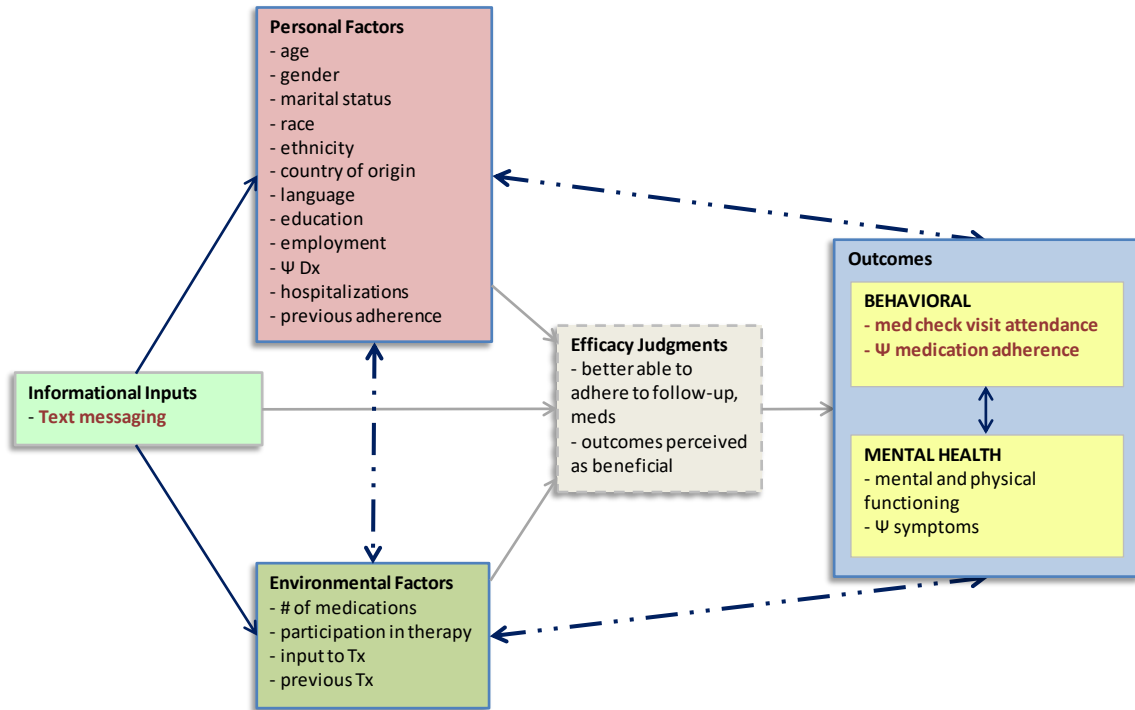 Personal Factors
- age
- gender
- marital status
- race
- ethnicity
- country of origin
- language
- education
- employment
- Ψ Dx
- hospitalizations
- previous adherence
Informational Inputs
- Text messaging
Efficacy Judgments
- better able to
adhere to follow-up,
meds
- outcomes perceived
as beneficial
Environmental Factors
- # of medications
- participation in therapy
- input to Tx
- previous Tx
Outcomes
BEHAVIORAL
- med check visit attendance
- Ψ medication adherence
MENTAL HEALTH
- mental and physical
functioning
- Ψ symptoms